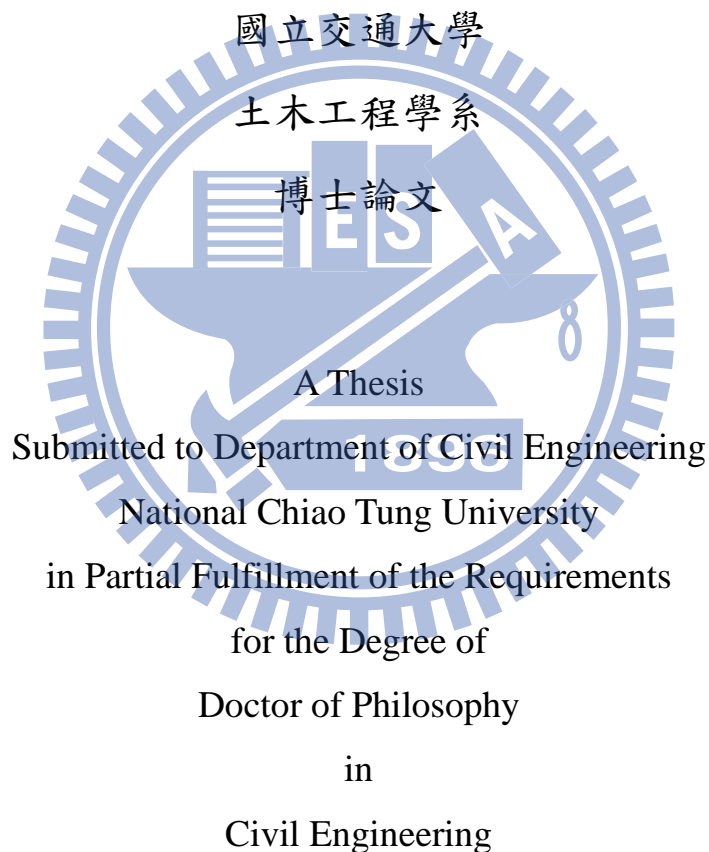 國立交通大學
土木工程學系
博士論文
E S A
A Thesis
Submitted to Department of Civil Engineering
1896
National Chiao Tung University
in Partial Fulfillment of the Requirements
for the Degree of
Doctor of Philosophy
in
Civil Engineering